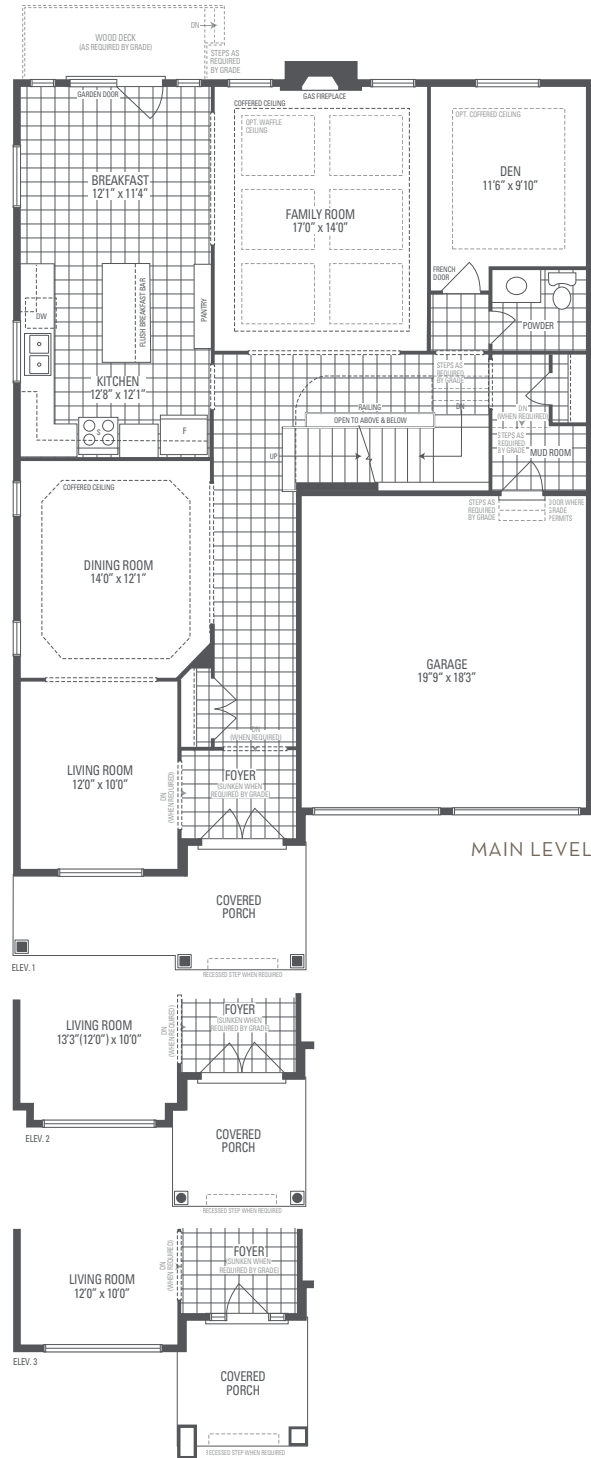 WOOD DECK
(AS REQUIRED BY GRADE)
DN
STEPS AS
REQUIRED
BY GRADE
GARDEN DOOR
GAS FIREPLACE
COFFERED CEILING
OPT. WAFFLE
CEILING
OPT. COFFERED CEILING
BREAKFAST
12'1" x 11'4"
FAMILY ROOM
17'0" x 14'0"
DEN
11'6" x 9'10"
FRENCH
DOOR
DW
FLUSH BREAKFAST BAR
PANTRY
POWDER
KITCHEN
12'8" x 12'1"
S
F
STEPS AS
REQUIRED
BY GRADE
DN
RAILING
OPEN TO ABOVE & BELOW
UP
DN
(WHEN REQUIRED)
STEPS AS
REQUIRED
BY GRADE
MUD ROOM
STEPS AS
REQUIRED
BY GRADE
DOOR WHERE
GRADE
PERMITS
COFFERED CEILING
DINING ROOM
14'0" x 12'1"
GARAGE
19"9" x 18'3"
DN
(WHEN REQUIRED)
LIVING ROOM
12'0" x 10'0"
DN
(WHEN REQUIRED)
FOYER
(SUNKEN WHEN
REQUIRED BY GRADE)
MAIN LEVEL
COVERED
PORCH
ELEV. 1
RECESSED STEP WHEN REQUIRED
LIVING ROOM
13'3"(12'0") x 10'0"
DN
(WHEN REQUIRED)
FOYER
(SUNKEN WHEN
REQUIRED BY GRADE)
ELEV. 2
COVERED
PORCH
RECESSED STEP WHEN REQUIRED
LIVING ROOM
12'0" x 10'0"
DN
(WHEN REQUIRED)
FOYER
(SUNKEN WHEN
REQUIRED BY GRADE)
ELEV. 3
COVERED
PORCH
RECESSED STEP WHEN REQUIRED